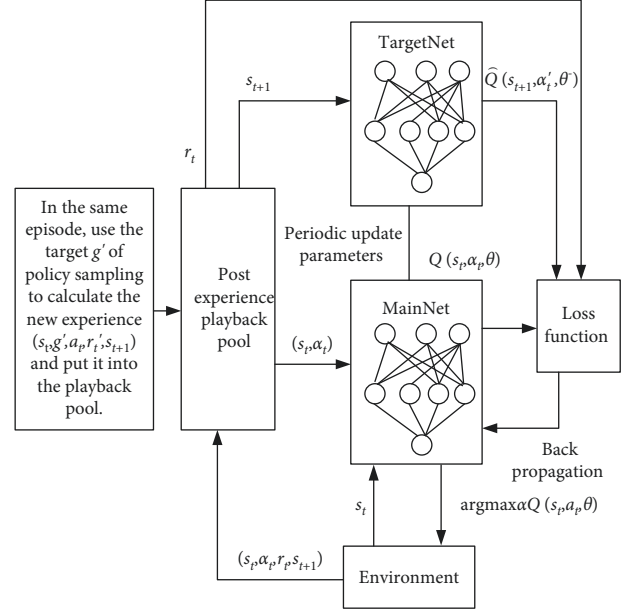 TargetNet
Q̂ (s_{t+1},α′_t,θ⁻)
s_{t+1}
r_t
In the same
episode, use the
target g′ of
policy sampling
to calculate the
new experience
(s_t,g′,a_t,r_t′,s_{t+1})
and put it into
the playback
pool.
Post
experience
playback
pool
Periodic update
parameters
Q (s_t,α_t,θ)
MainNet
(s_t,α_t)
Loss
function
Back
propagation
s_t
argmaxαQ (s_t,a_t,θ)
(s_t,α_t,r_t,s_{t+1})
Environment